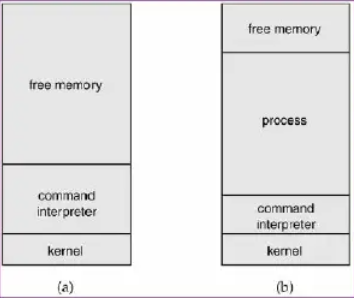 free memory
command
interpreter
kernel
(a)
free memory
process
command
interpreter
kernel
(b)